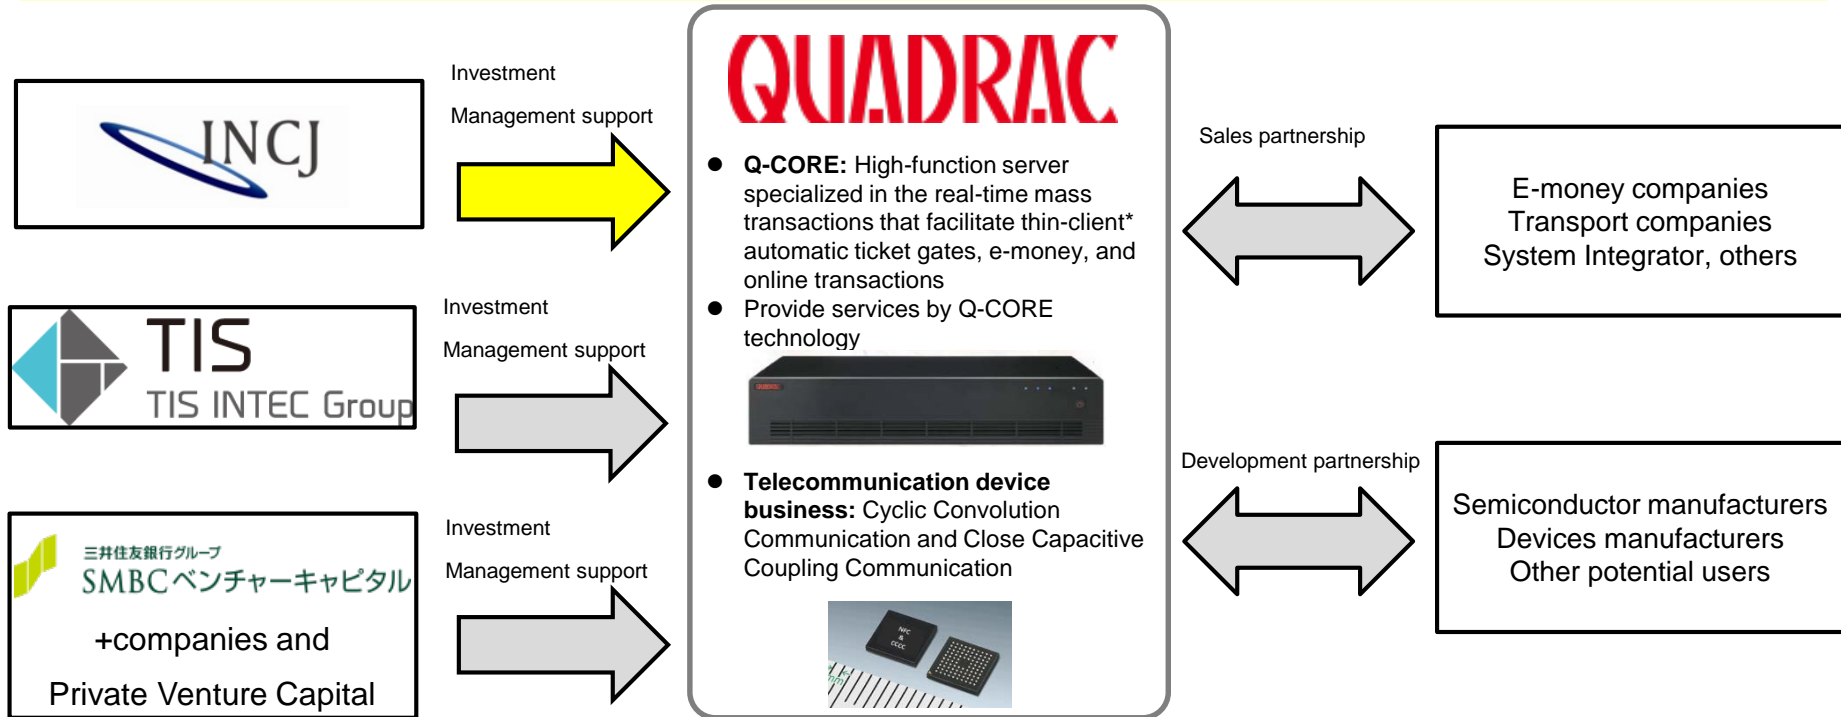 INCJ
Investment
Management support
TIS
TIS INTEC Group
Investment
Management support
三井住友銀行グループ
SMBCベンチャーキャピタル
+companies and
Private Venture Capital
Investment
Management support
QUADRAC
● Q-CORE: High-function server
specialized in the real-time mass
transactions that facilitate thin-client*
automatic ticket gates, e-money, and
online transactions
● Provide services by Q-CORE
technology
QUADRAC
● Telecommunication device
business: Cyclic Convolution
Communication and Close Capacitive
Coupling Communication
NFC
&
CCCC
mm
Sales partnership
E-money companies
Transport companies
System Integrator, others
Development partnership
Semiconductor manufacturers
Devices manufacturers
Other potential users